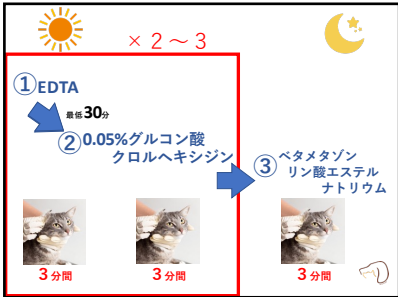 ×2～3
①EDTA
最低30分
②0.05%グルコン酸
クロルヘキシジン
③ベタメタゾン
リン酸エステル
ナトリウム
3分間
3分間
3分間